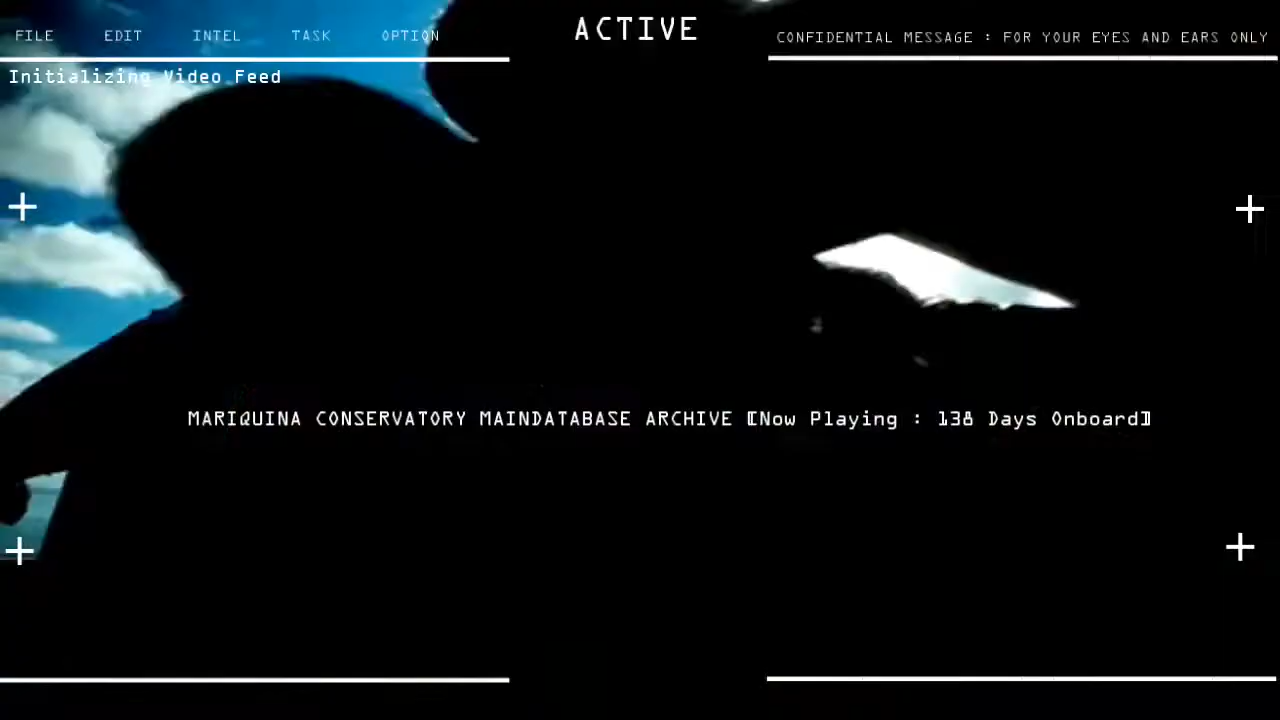 FILE EDIT INTEL TASK OPTION
ACTIVE
CONFIDENTIAL MESSAGE : FOR YOUR EYES AND EARS ONLY
Initializing Video Feed
MARIQUINA CONSERVATORY MAINDATABASE ARCHIVE [Now Playing : 138 Days Onboard]